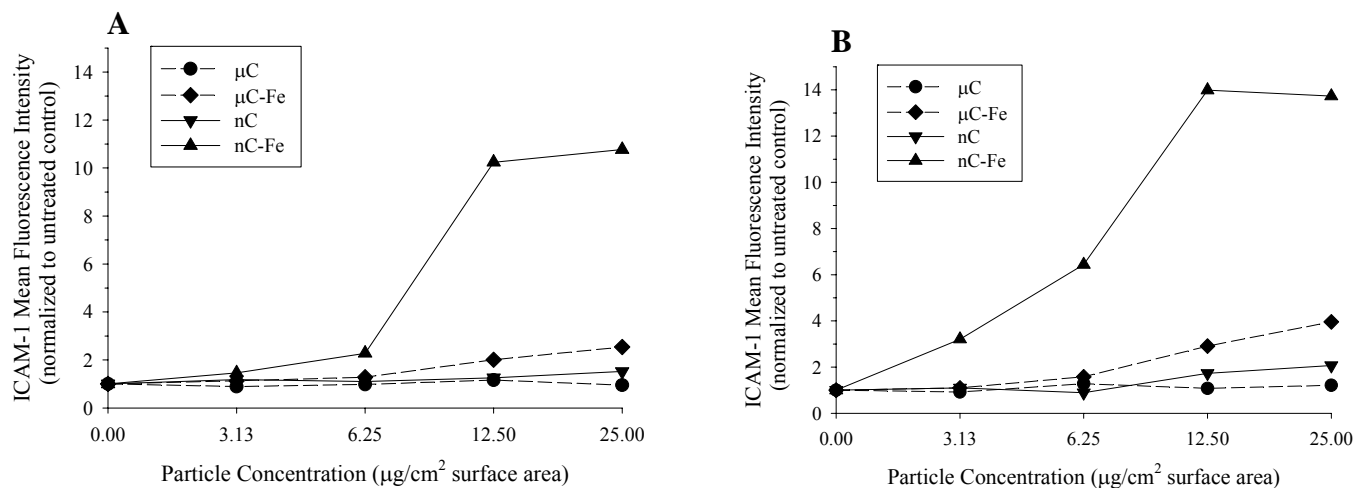 A
ICAM-1 Mean Fluorescence Intensity
(normalized to untreated control)
14
12
10
8
6
4
2
0
μC
μC-Fe
nC
nC-Fe
0.00 3.13 6.25 12.50 25.00
Particle Concentration (μg/cm² surface area)
B
ICAM-1 Mean Fluorescence Intensity
(normalized to untreated control)
14
12
10
8
6
4
2
0
μC
μC-Fe
nC
nC-Fe
0.00 3.13 6.25 12.50 25.00
Particle Concentration (μg/cm² surface area)